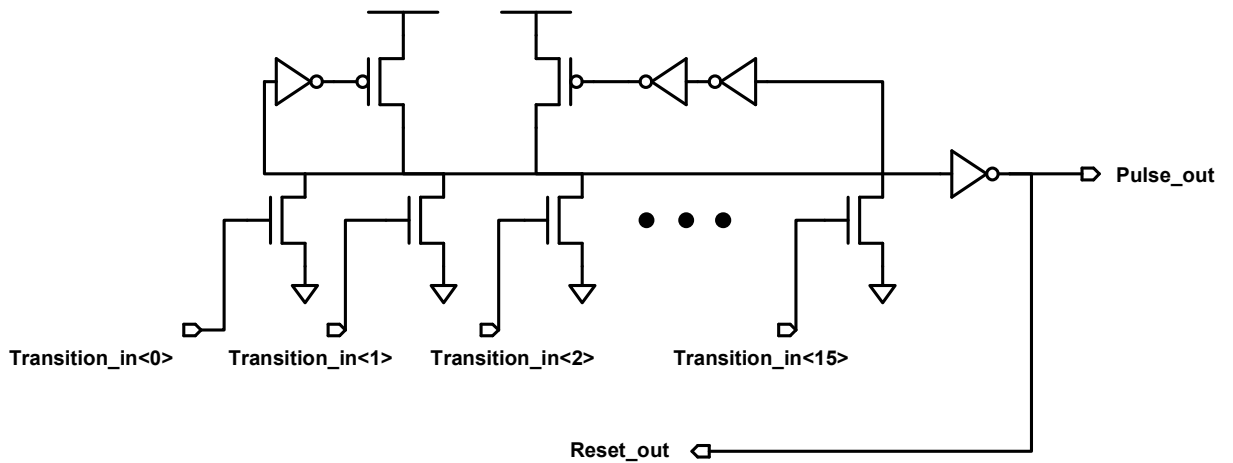 Pulse_out
Transition_in<0>
Transition_in<1>
Transition_in<2>
Transition_in<15>
Reset_out